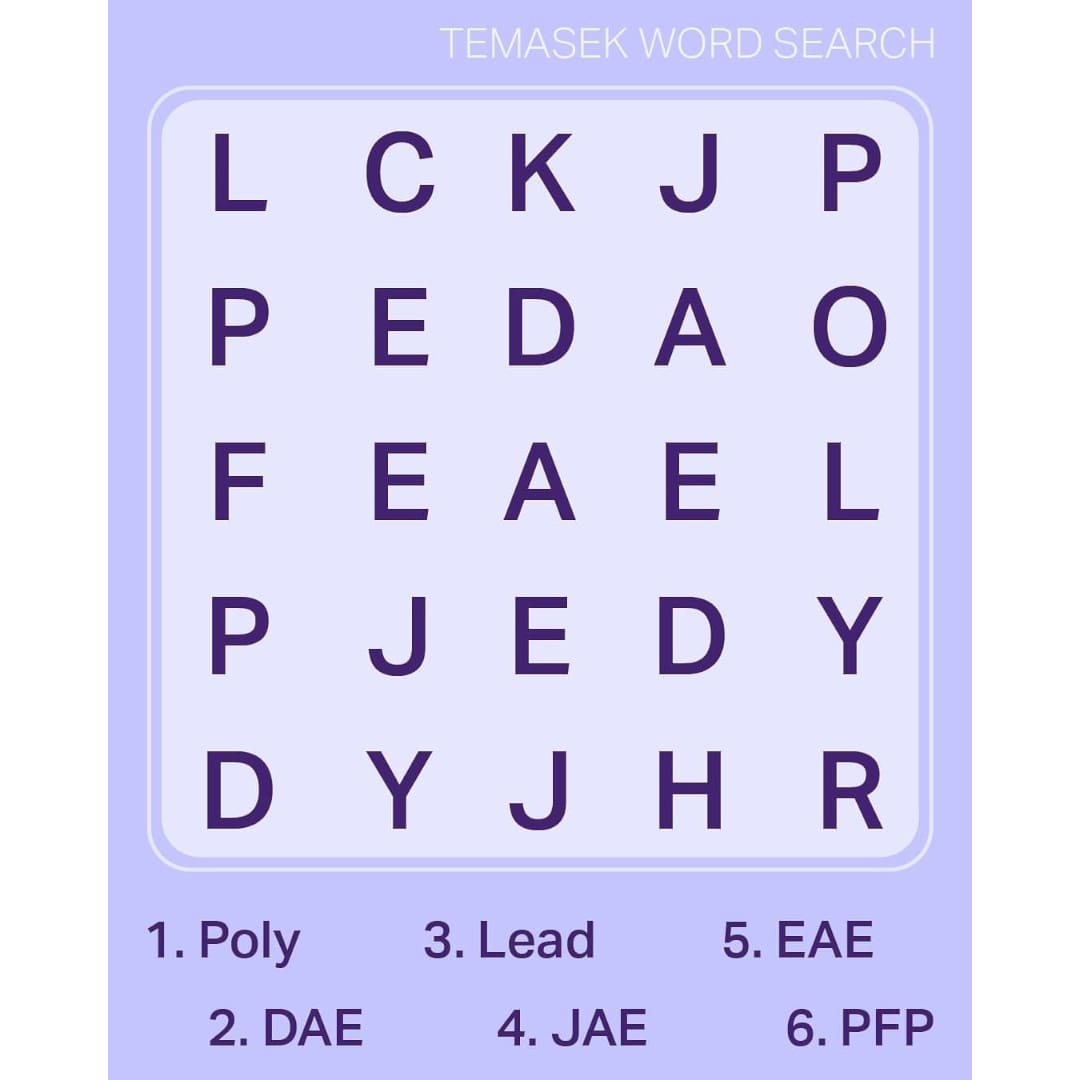 TEMASEK WORD SEARCH
L C K J P
P E D A O
F E A E L
P J E D Y
D Y J H R
1. Poly 3. Lead 5. EAE
2. DAE 4. JAE 6. PFP